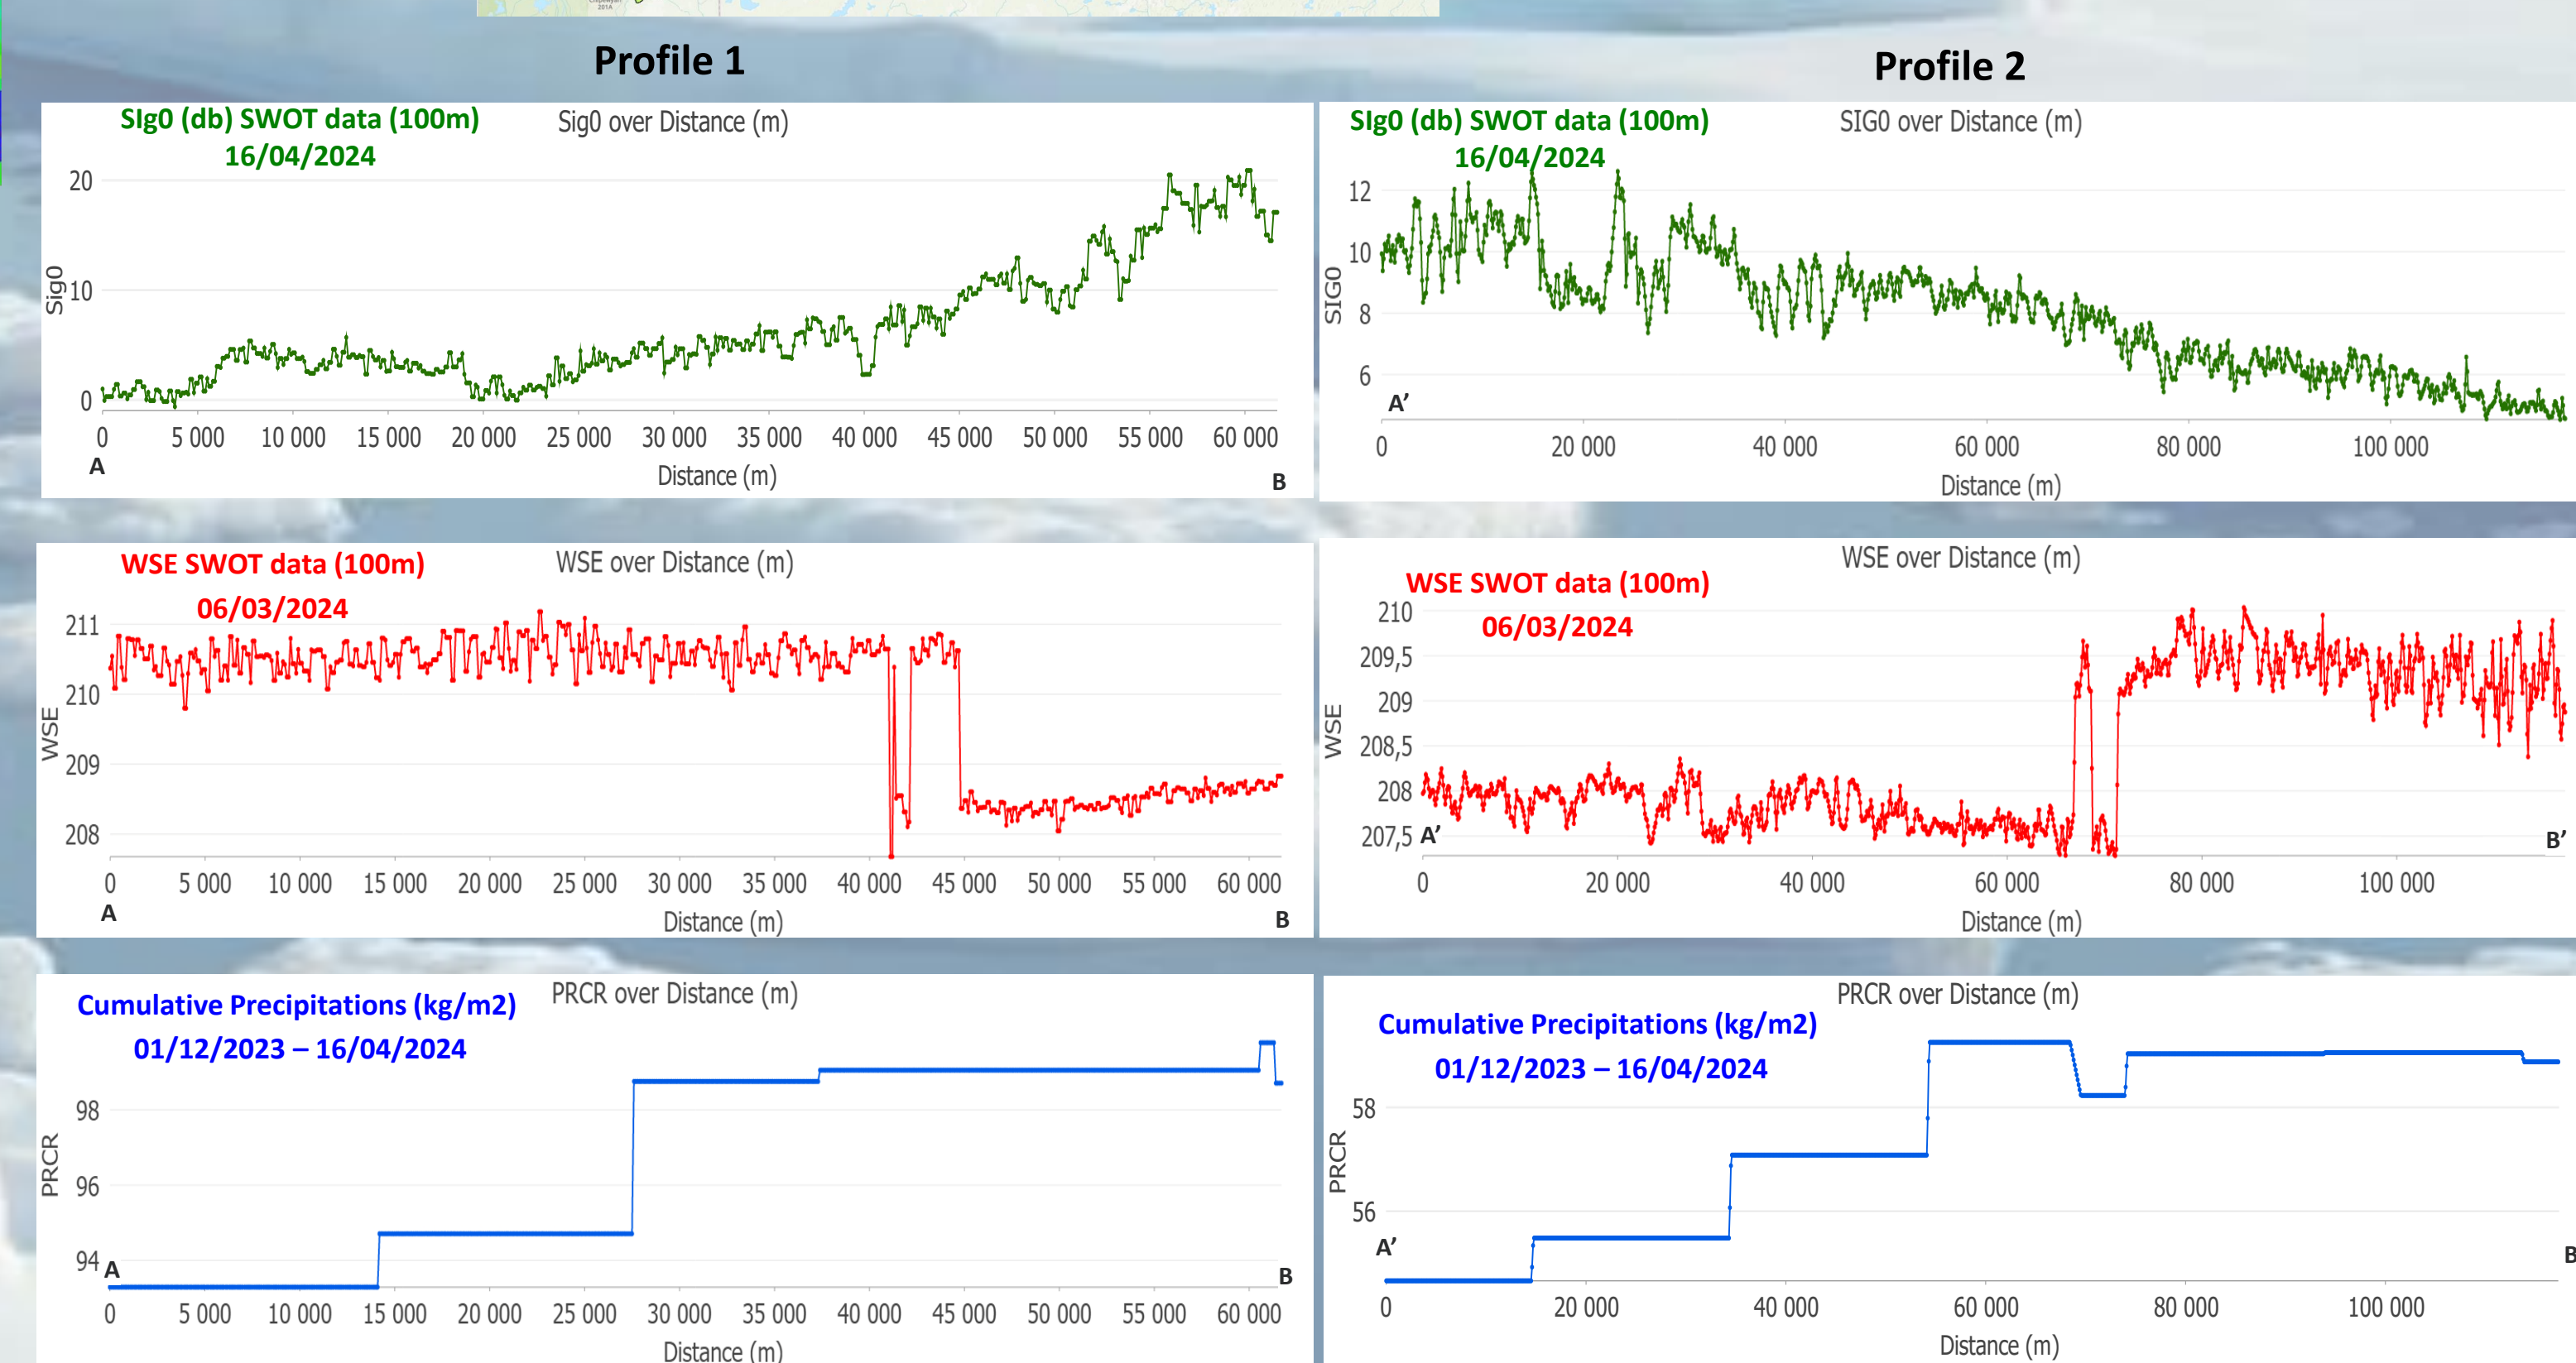 Chipewyan
201A
Profile 1
Profile 2
SIg0 (db) SWOT data (100m)
16/04/2024
Sig0 over Distance (m)
20
10
0
Sig0
0 5 000 10 000 15 000 20 000 25 000 30 000 35 000 40 000 45 000 50 000 55 000 60 000
A
Distance (m)
B
SIg0 (db) SWOT data (100m)
16/04/2024
SIG0 over Distance (m)
12
10
8
6
SIG0
A’
0 20 000 40 000 60 000 80 000 100 000
Distance (m)
WSE SWOT data (100m)
06/03/2024
WSE over Distance (m)
211
210
209
208
WSE
0 5 000 10 000 15 000 20 000 25 000 30 000 35 000 40 000 45 000 50 000 55 000 60 000
A
Distance (m)
B
WSE over Distance (m)
WSE SWOT data (100m)
06/03/2024
210
209,5
209
208,5
208
207,5
WSE
A’
B’
0 20 000 40 000 60 000 80 000 100 000
Distance (m)
Cumulative Precipitations (kg/m2)
01/12/2023 – 16/04/2024
PRCR over Distance (m)
98
96
94
PRCR
A
B
0 5 000 10 000 15 000 20 000 25 000 30 000 35 000 40 000 45 000 50 000 55 000 60 000
Distance (m)
PRCR over Distance (m)
Cumulative Precipitations (kg/m2)
01/12/2023 – 16/04/2024
58
56
PRCR
A’
B
0 20 000 40 000 60 000 80 000 100 000
Distance (m)